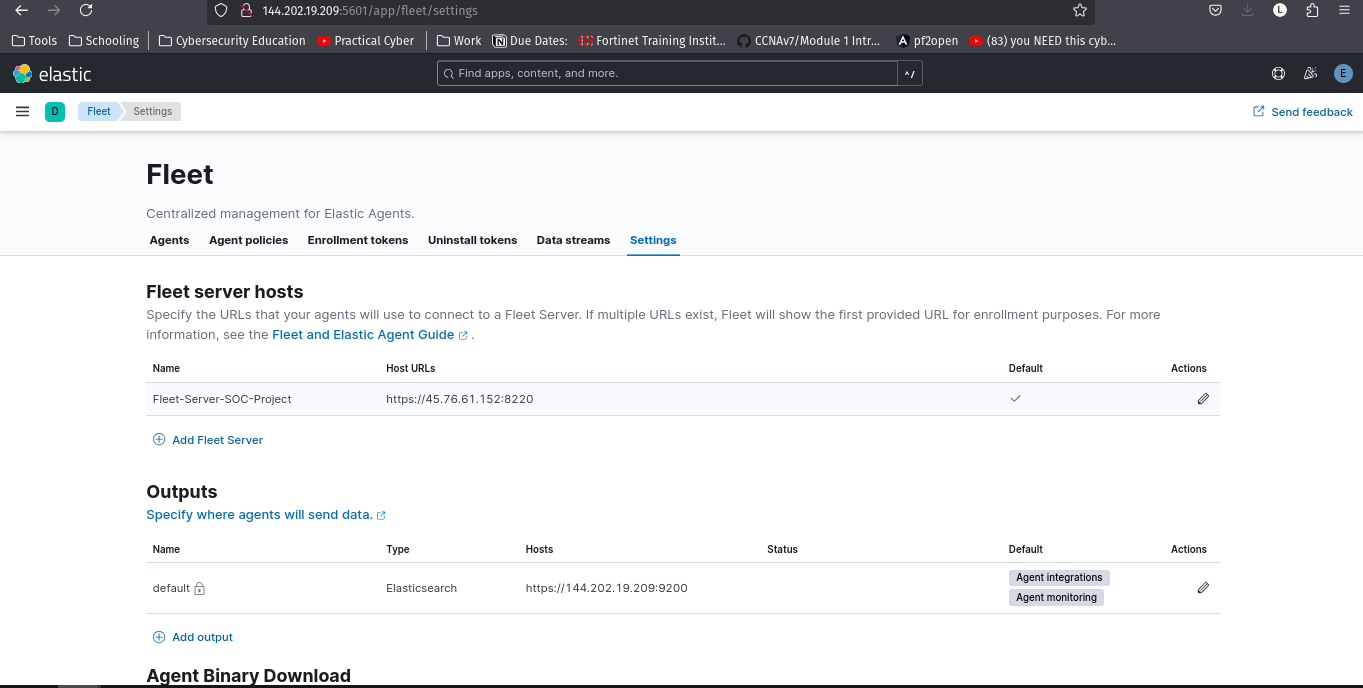 144.202.19.209:5601/app/fleet/settings
L
Tools Schooling Cybersecurity Education Practical Cyber Work Due Dates: Fortinet Training Instit… CCNAv7/Module 1 Intr… pf2open (83) you NEED this cyb…
elastic Find apps, content, and more. ^/ E
D Fleet Settings Send feedback
Fleet
Centralized management for Elastic Agents.
Agents Agent policies Enrollment tokens Uninstall tokens Data streams Settings
Fleet server hosts
Specify the URLs that your agents will use to connect to a Fleet Server. If multiple URLs exist, Fleet will show the first provided URL for enrollment purposes. For more
information, see the Fleet and Elastic Agent Guide .
Name Host URLs Default Actions
Fleet-Server-SOC-Project https://45.76.61.152:8220
Add Fleet Server
Outputs
Specify where agents will send data.
Name Type Hosts Status Default Actions
default Elasticsearch https://144.202.19.209:9200 Agent integrations
Agent monitoring
Add output
Agent Binary Download